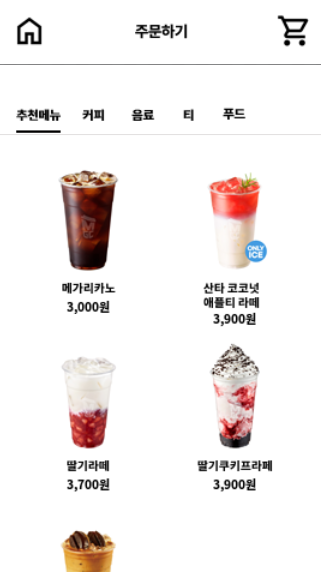 주문하기
추천메뉴 커피 음료 티 푸드
ONLY
ICE
메가리카노
3,000원
산타 코코넛
애플티 라떼
3,900원
딸기라떼
3,700원
딸기쿠키프라페
3,900원